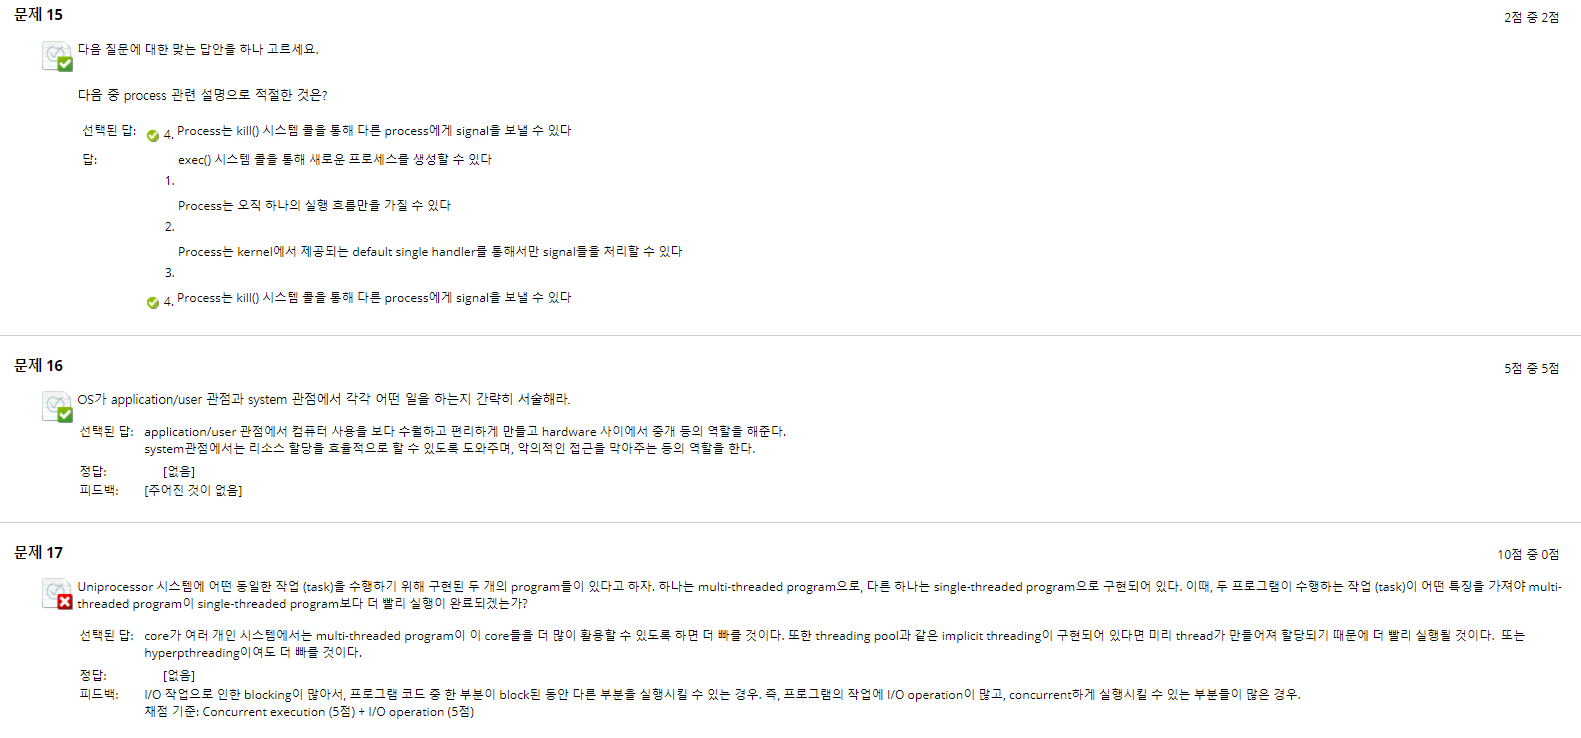 문제 15
2점 중 2점
다음 질문에 대한 맞는 답안을 하나 고르세요.
다음 중 process 관련 설명으로 적절한 것은?
선택된 답: 4. Process는 kill() 시스템 콜을 통해 다른 process에게 signal을 보낼 수 있다
답: exec() 시스템 콜을 통해 새로운 프로세스를 생성할 수 있다
1.
Process는 오직 하나의 실행 흐름만을 가질 수 있다
2.
Process는 kernel에서 제공되는 default single handler를 통해서만 signal들을 처리할 수 있다
3.
4. Process는 kill() 시스템 콜을 통해 다른 process에게 signal을 보낼 수 있다
문제 16
5점 중 5점
OS가 application/user 관점과 system 관점에서 각각 어떤 일을 하는지 간략히 서술해라.
선택된 답: application/user 관점에서 컴퓨터 사용을 보다 수월하고 편리하게 만들고 hardware 사이에서 중개 등의 역할을 해준다.
system관점에서는 리소스 할당을 효율적으로 할 수 있도록 도와주며, 악의적인 접근을 막아주는 등의 역할을 한다.
정답: [없음]
피드백: [주어진 것이 없음]
문제 17
10점 중 0점
Uniprocessor 시스템에 어떤 동일한 작업 (task)을 수행하기 위해 구현된 두 개의 program들이 있다고 하자. 하나는 multi-threaded program으로, 다른 하나는 single-threaded program으로 구현되어 있다. 이때, 두 프로그램이 수행하는 작업 (task)이 어떤 특징을 가져야 multi-
threaded program이 single-threaded program보다 더 빨리 실행이 완료되겠는가?
선택된 답: core가 여러 개인 시스템에서는 multi-threaded program이 이 core들을 더 많이 활용할 수 있도록 하면 더 빠를 것이다. 또한 threading pool과 같은 implicit threading이 구현되어 있다면 미리 thread가 만들어져 할당되기 때문에 더 빨리 실행될 것이다. 또는
hyperpthreading이여도 더 빠를 것이다.
정답: [없음]
피드백: I/O 작업으로 인한 blocking이 많아서, 프로그램 코드 중 한 부분이 block된 동안 다른 부분을 실행시킬 수 있는 경우. 즉, 프로그램의 작업에 I/O operation이 많고, concurrent하게 실행시킬 수 있는 부분들이 많은 경우.
채점 기준: Concurrent execution (5점) + I/O operation (5점)